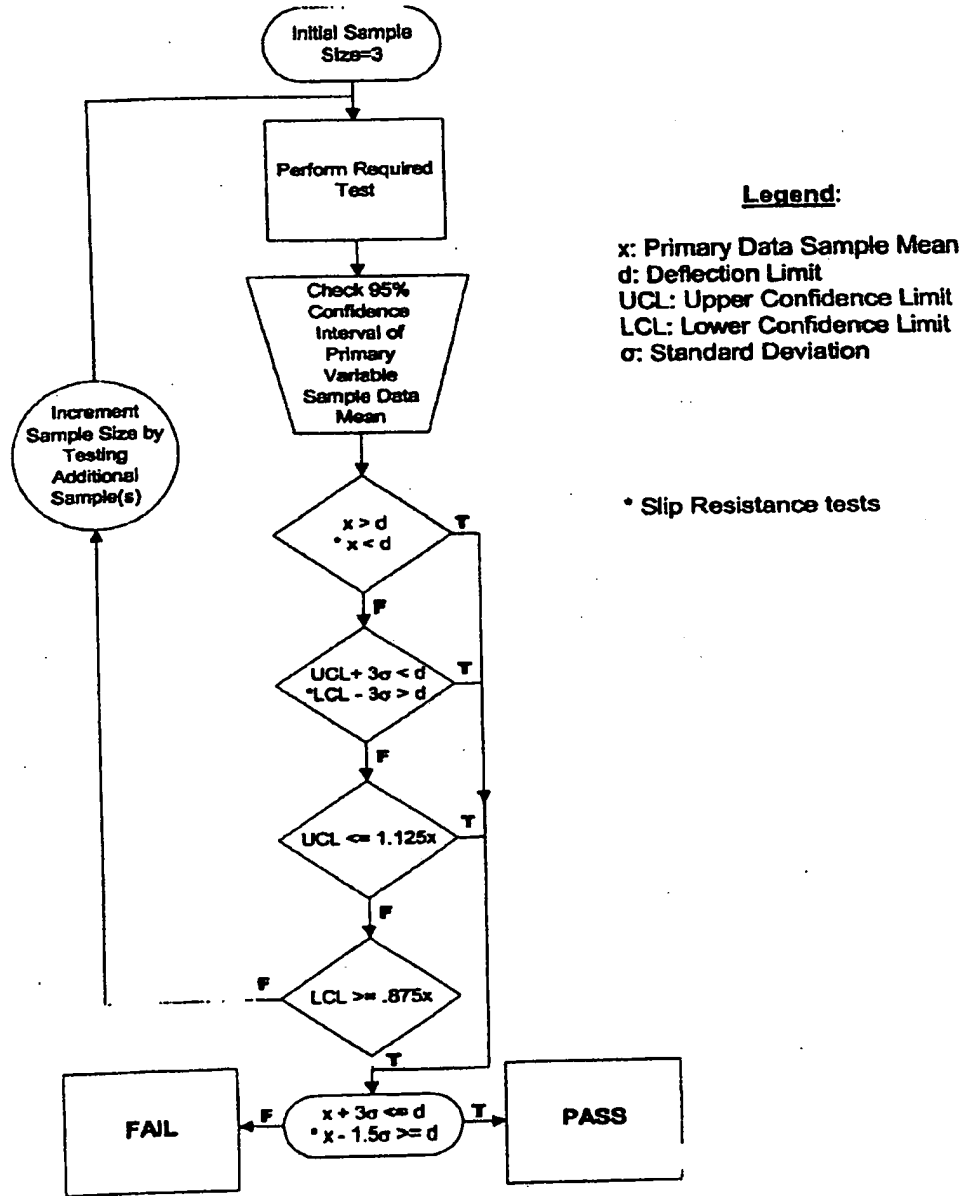 Initial Sample
Size=3
Perform Required
Test
Legend:
x: Primary Data Sample Mean
d: Deflection Limit
UCL: Upper Confidence Limit
LCL: Lower Confidence Limit
σ: Standard Deviation
Check 95%
Confidence
Interval of
Primary
Variable
Sample Data
Mean
Increment
Sample Size by
Testing
Additional
Sample(s)
* Slip Resistance tests
x > d
* x < d
T
F
UCL+ 3σ < d
*LCL - 3σ > d
T
F
UCL <= 1.125x
T
F
LCL >= .875x
F
T
x + 3σ <= d
* x - 1.5σ >= d
F
T
FAIL
PASS